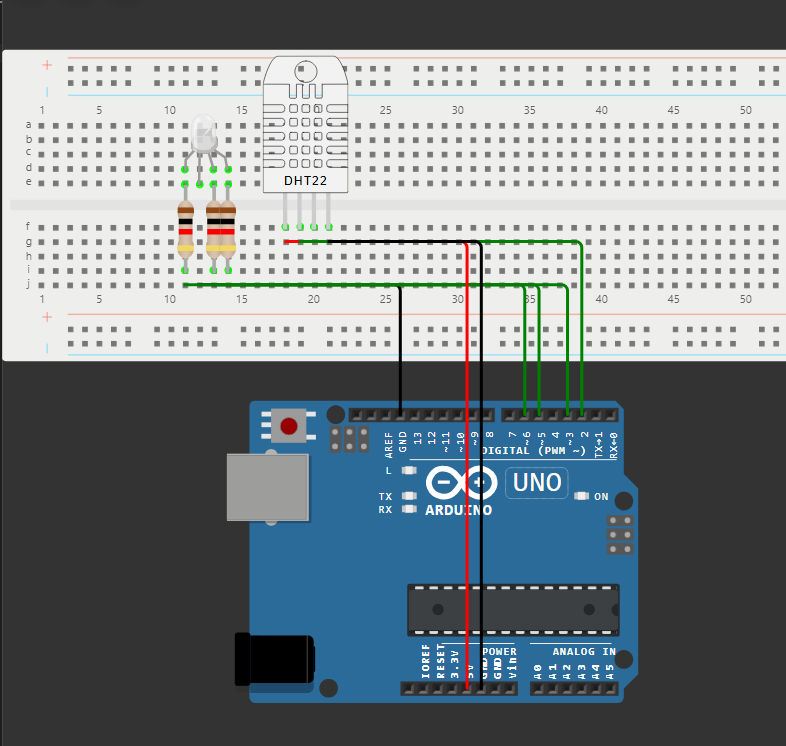 +
|
1 5 10 15 25 30 35 40 45 50
a
b
c
d
e
DHT22
f
g
h
i
j
1 5 10 15 20 25 30 35 40 45 50
+
|
AREF
GND
13
12
~11
~10
~9
8
7
~6
~5
4
~3
2
TX→1
RX←0
DIGITAL (PWM ~)
L
TX
RX
UNO
ON
ARDUINO
IOREF
RESET
3.3V
5V
GND
GND
Vin
POWER
ANALOG IN
A0
A1
A2
A3
A4
A5